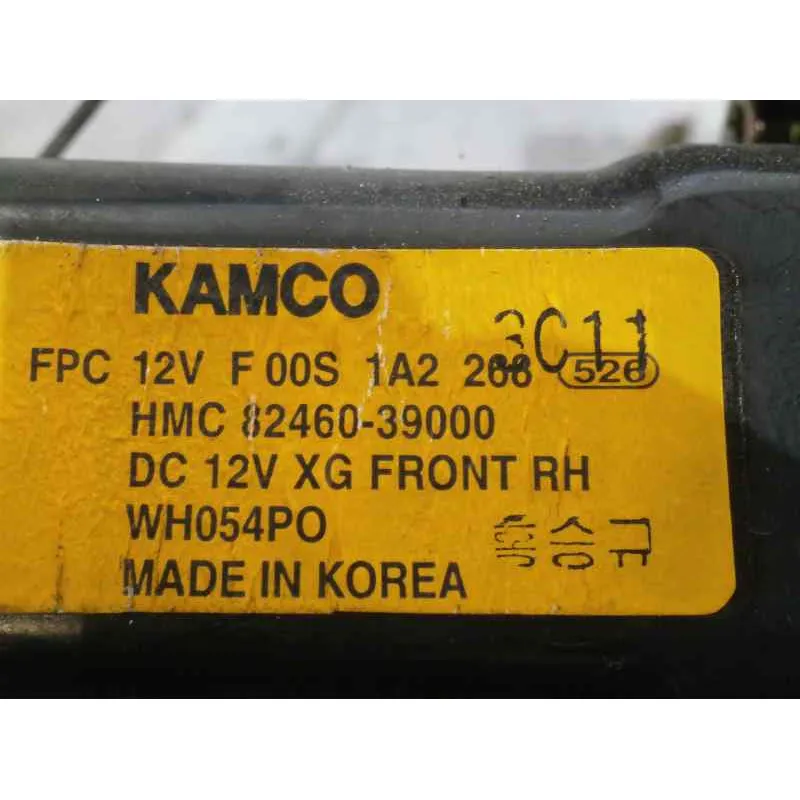 KAMCO
3C11
FPC 12V F 00S 1A2 266 526
HMC 82460-39000
DC 12V XG FRONT RH
WH054PO
홍승규
MADE IN KOREA